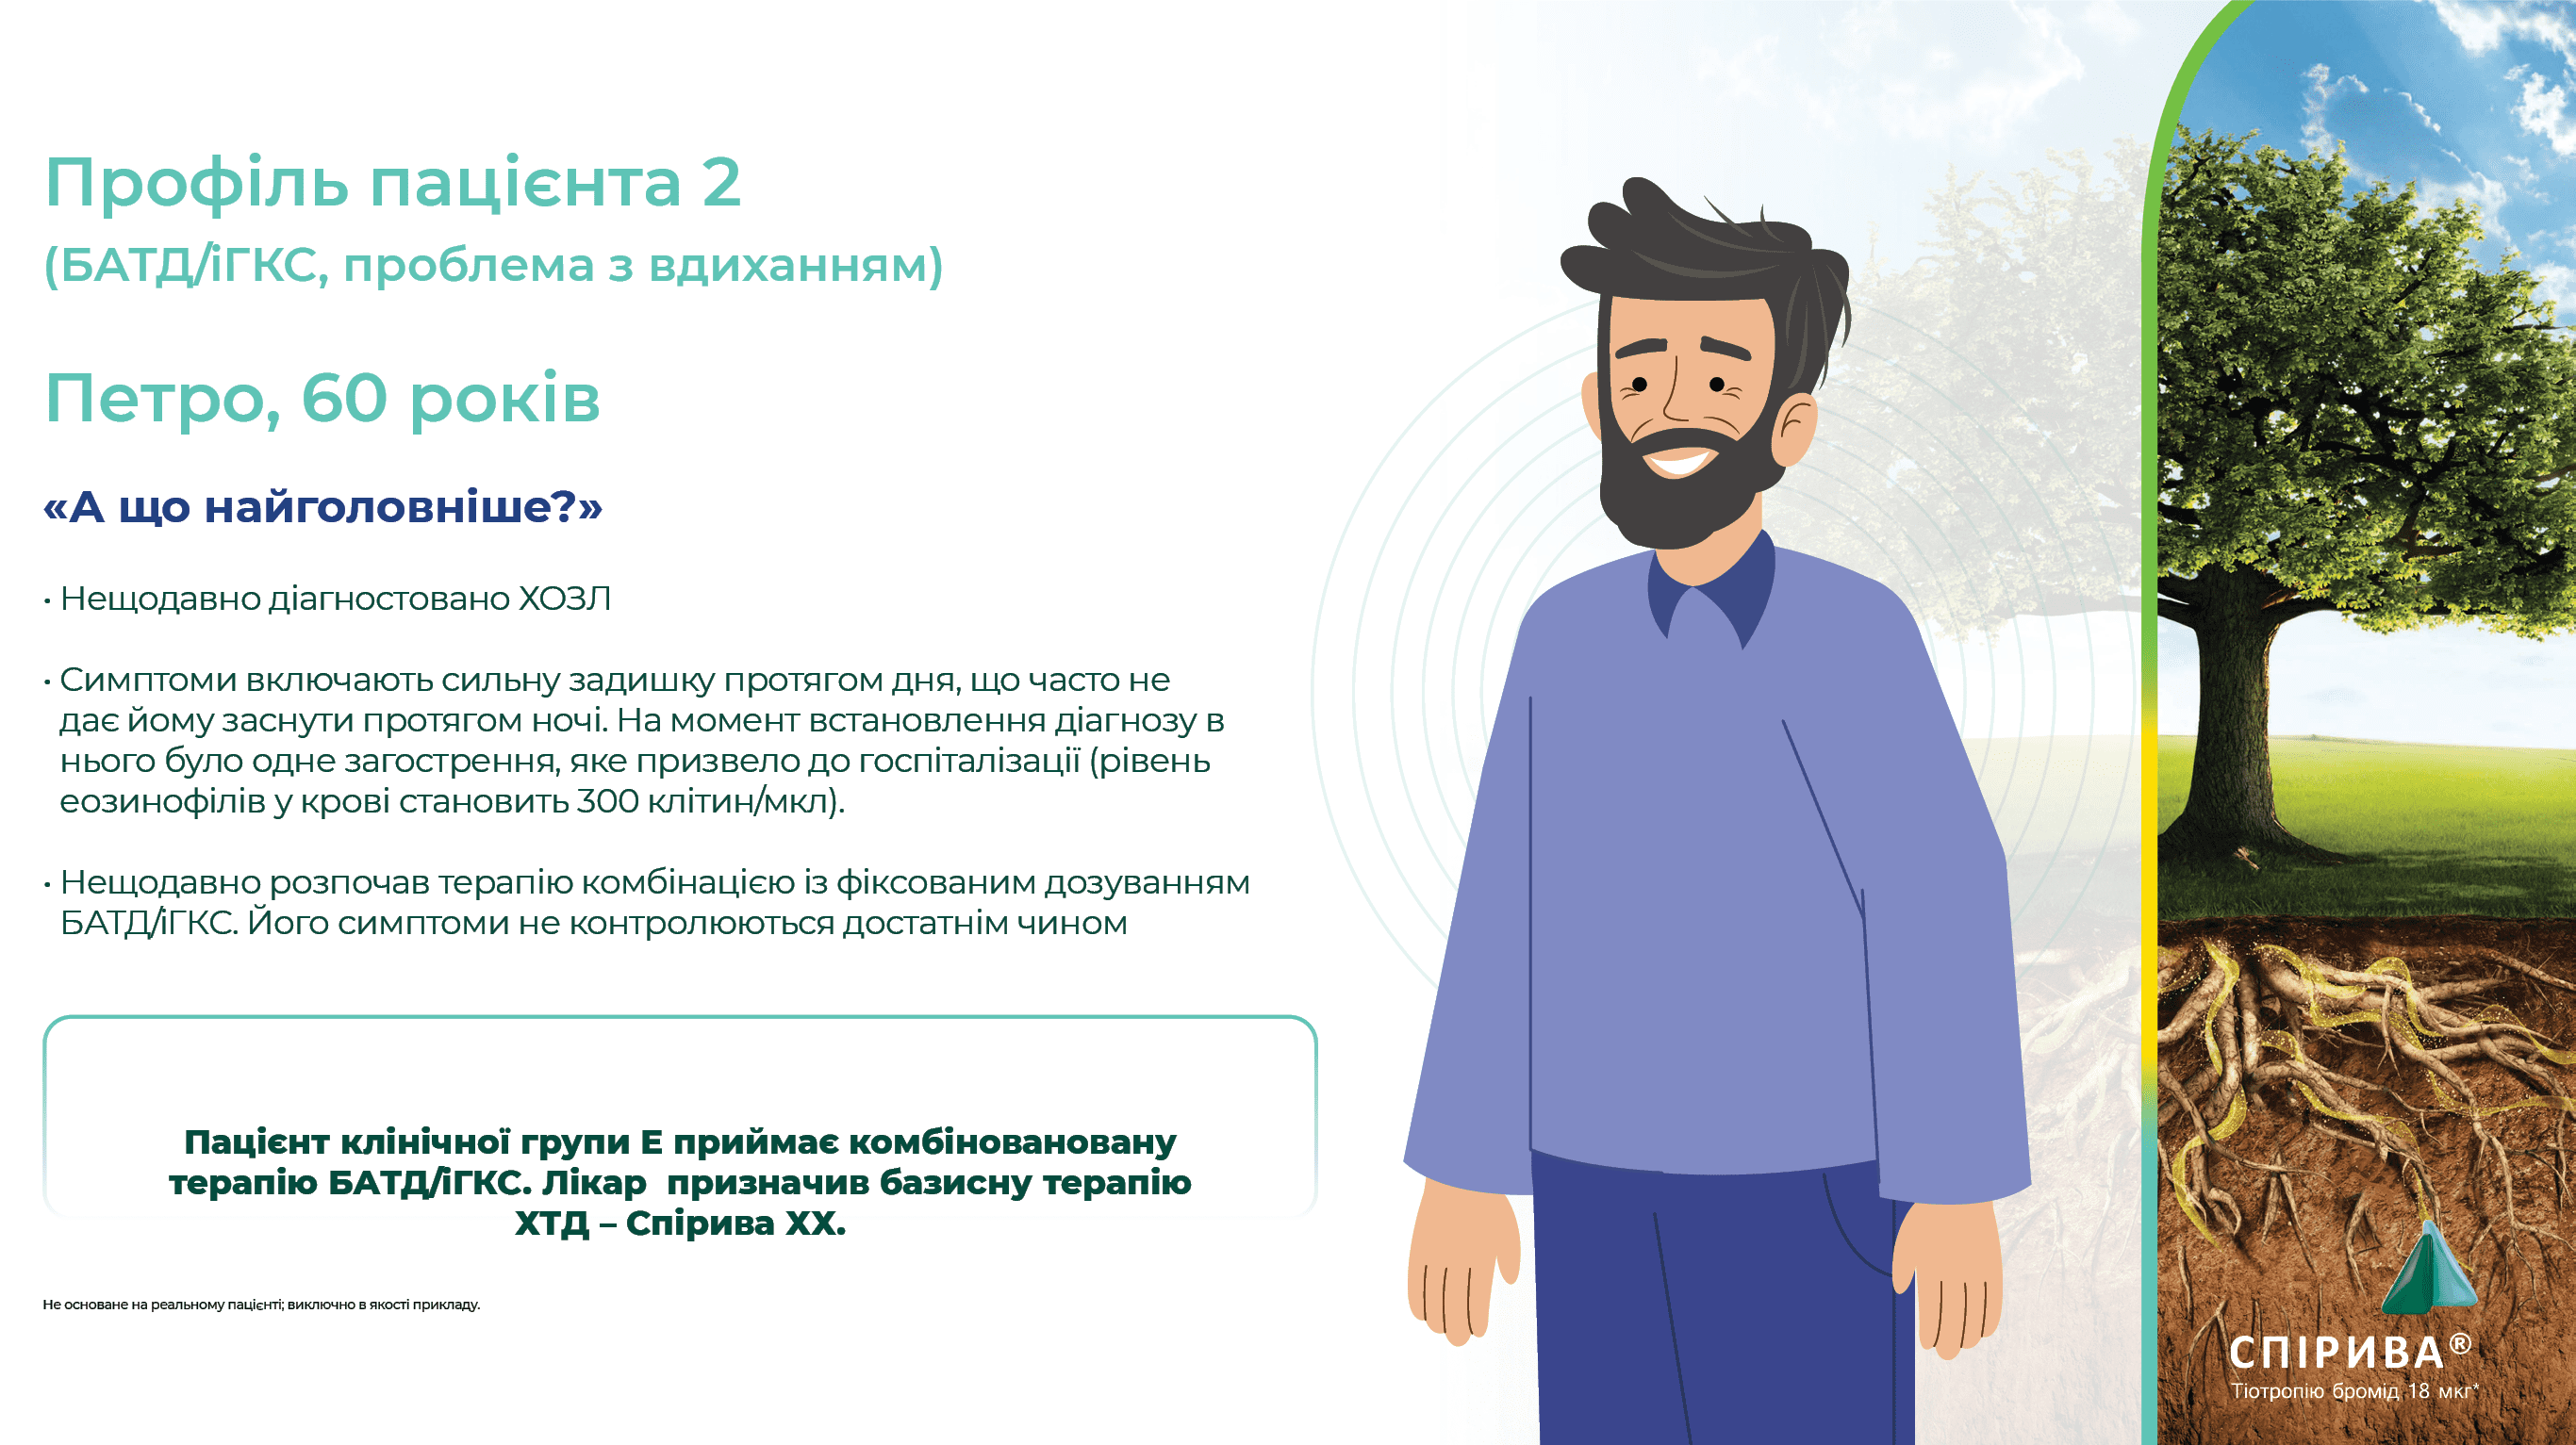 Профіль пацієнта 2
(БАТД/іГКС, проблема з вдиханням)
Петро, 60 років
«А що найголовніше?»
· Нещодавно діагностовано ХОЗЛ
· Симптоми включають сильну задишку протягом дня, що часто не
дає йому заснути протягом ночі. На момент встановлення діагнозу в
нього було одне загострення, яке призвело до госпіталізації (рівень
еозинофілів у крові становить 300 клітин/мкл).
· Нещодавно розпочав терапію комбінацією із фіксованим дозуванням
БАТД/іГКС. Його симптоми не контролюються достатнім чином
Пацієнт клінічної групи Е приймає комбіновановану
терапію БАТД/іГКС. Лікар призначив базисну терапію
ХТД – Спірива ХХ.
Не основане на реальному пацієнті; виключно в якості прикладу.
СПІРИВА®
Тіотропію бромід 18 мкг*